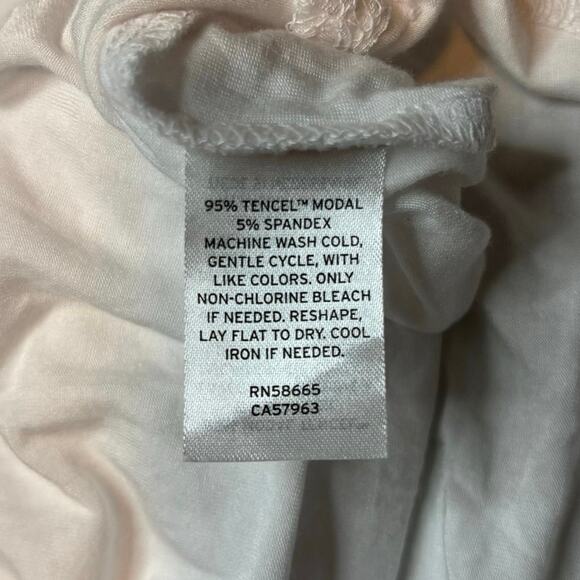 95% TENCEL™ MODAL
5% SPANDEX
MACHINE WASH COLD,
GENTLE CYCLE, WITH
LIKE COLORS. ONLY
NON-CHLORINE BLEACH
IF NEEDED. RESHAPE,
LAY FLAT TO DRY. COOL
IRON IF NEEDED.
RN58665
CA57963